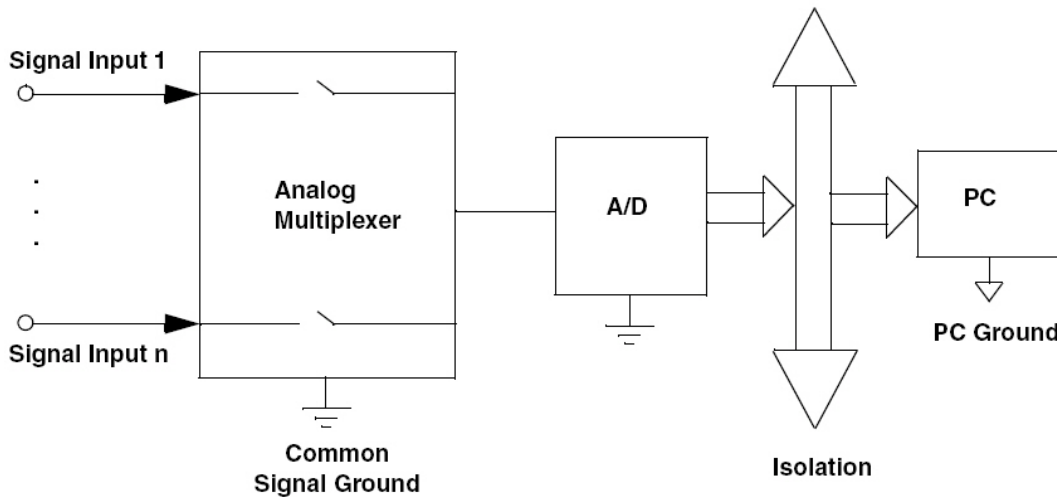 Signal Input 1
Analog
Multiplexer
A/D
PC
Signal Input n
PC Ground
Common
Signal Ground
Isolation